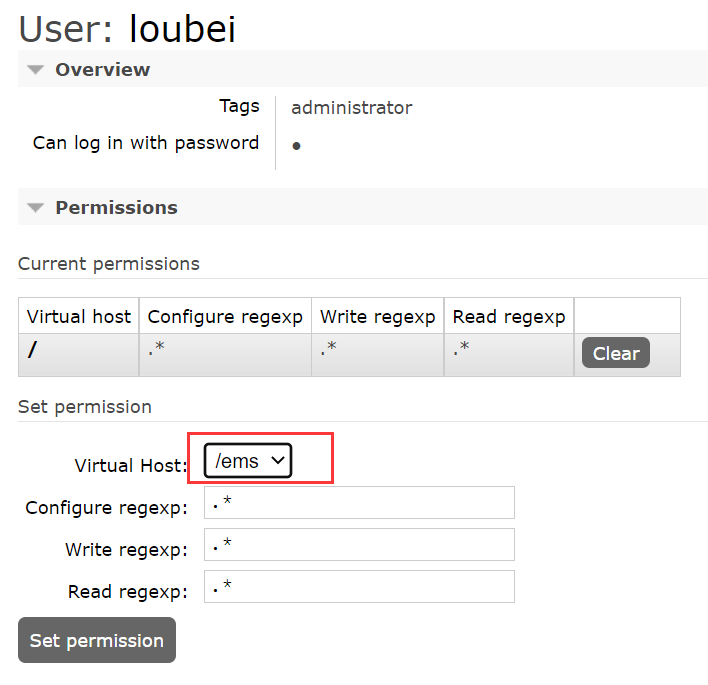 User: loubei
Overview
Tags administrator
Can log in with password •
Permissions
Current permissions
Virtual host Configure regexp Write regexp Read regexp
/ .* .* .* Clear
Set permission
Virtual Host: /ems
Configure regexp: .*
Write regexp: .*
Read regexp: .*
Set permission